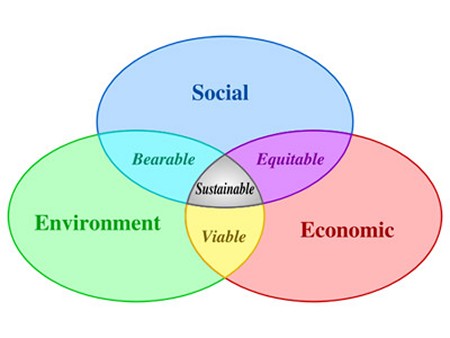 Social
Bearable
Equitable
Sustainable
Environment
Viable
Economic